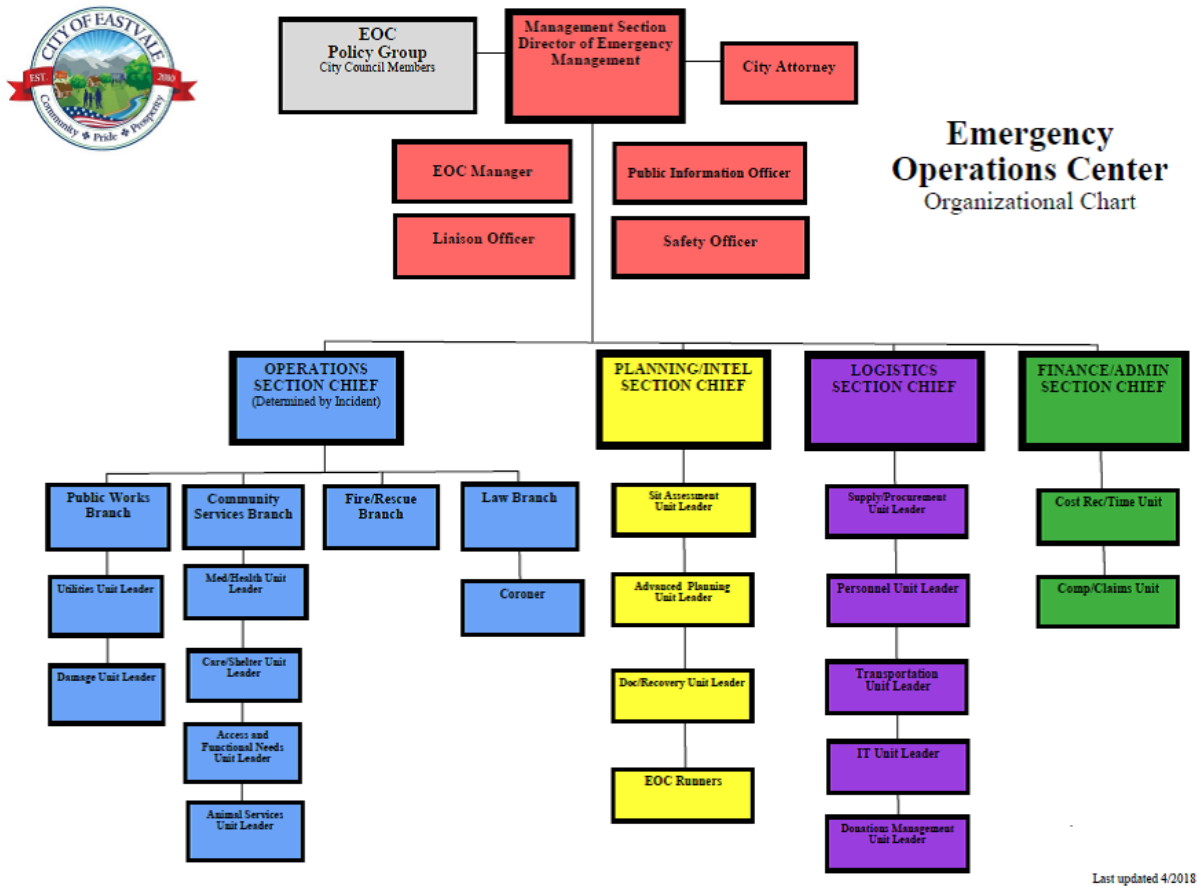 CITY OF EASTVALE
EST.
2010
Community ✦ Pride ✦ Prosperity
EOC
Policy Group
City Council Members
Management Section
Director of Emergency
Management
City Attorney
Emergency
Operations Center
Organizational Chart
EOC Manager
Public Information Officer
Liaison Officer
Safety Officer
OPERATIONS
SECTION CHIEF
(Determined by Incident)
PLANNING/INTEL
SECTION CHIEF
LOGISTICS
SECTION CHIEF
FINANCE/ADMIN
SECTION CHIEF
Public Works
Branch
Community
Services Branch
Fire/Rescue
Branch
Law Branch
Utilities Unit Leader
Damage Unit Leader
Med/Health Unit
Leader
Care/Shelter Unit
Leader
Access and
Functional Needs
Unit Leader
Animal Services
Unit Leader
Coroner
Sit Assessment
Unit Leader
Advanced Planning
Unit Leader
Doc/Recovery Unit Leader
EOC Runners
Supply/Procurement
Unit Leader
Personnel Unit Leader
Transportation
Unit Leader
IT Unit Leader
Donations Management
Unit Leader
Cost Rec/Time Unit
Comp/Claims Unit
Last updated 4/2018